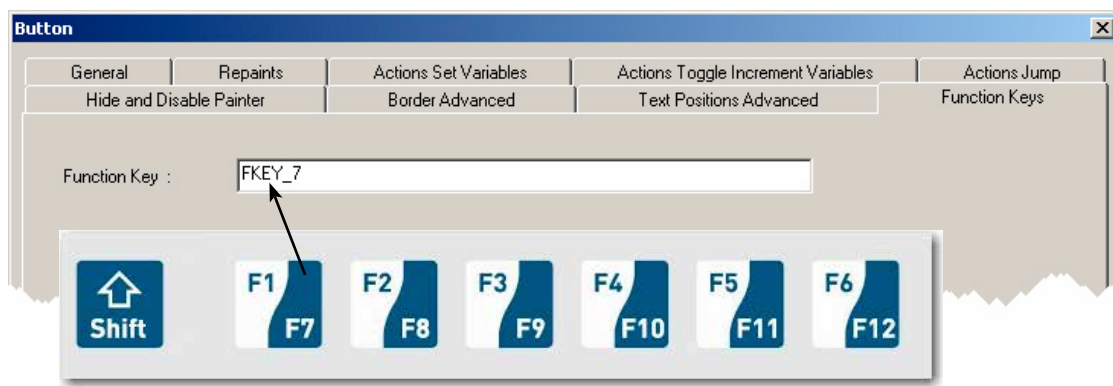 Button
General Repaints Actions Set Variables Actions Toggle Increment Variables Actions Jump
Hide and Disable Painter Border Advanced Text Positions Advanced Function Keys
Function Key :
FKEY_7
F1 F2 F3 F4 F5 F6
Shift F7 F8 F9 F10 F11 F12